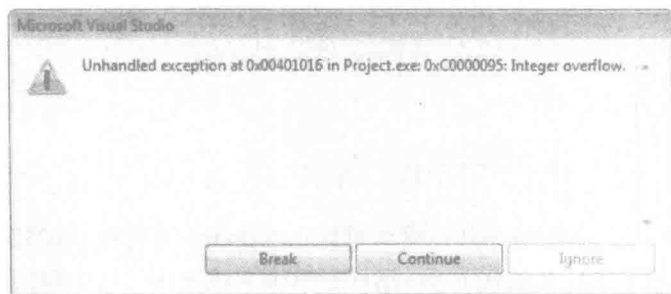 Microsoft Visual Studio
Unhandled exception at 0x00401016 in Project.exe: 0xC0000095: Integer overflow.
Break
Continue
Ignore